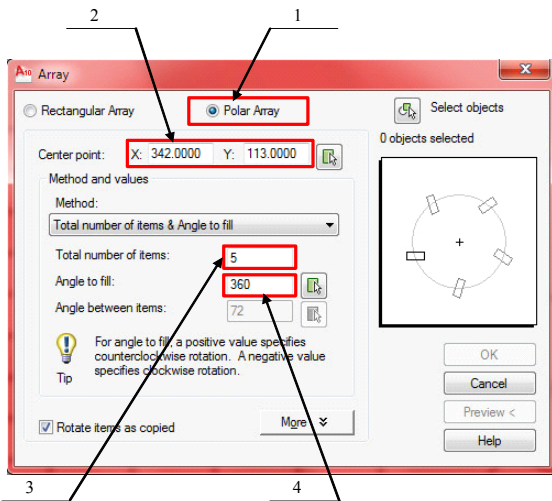 2 1
A10 Array X
Rectangular Array Polar Array Select objects
0 objects selected
Center point: X: 342.0000 Y: 113.0000
Method and values
Method:
Total number of items & Angle to fill
Total number of items: 5
Angle to fill: 360
Angle between items: 72
For angle to fill, a positive value specifies
counterclockwise rotation. A negative value
specifies clockwise rotation.
Tip
OK
Cancel
Preview <
Help
Rotate items as copied More
3 4